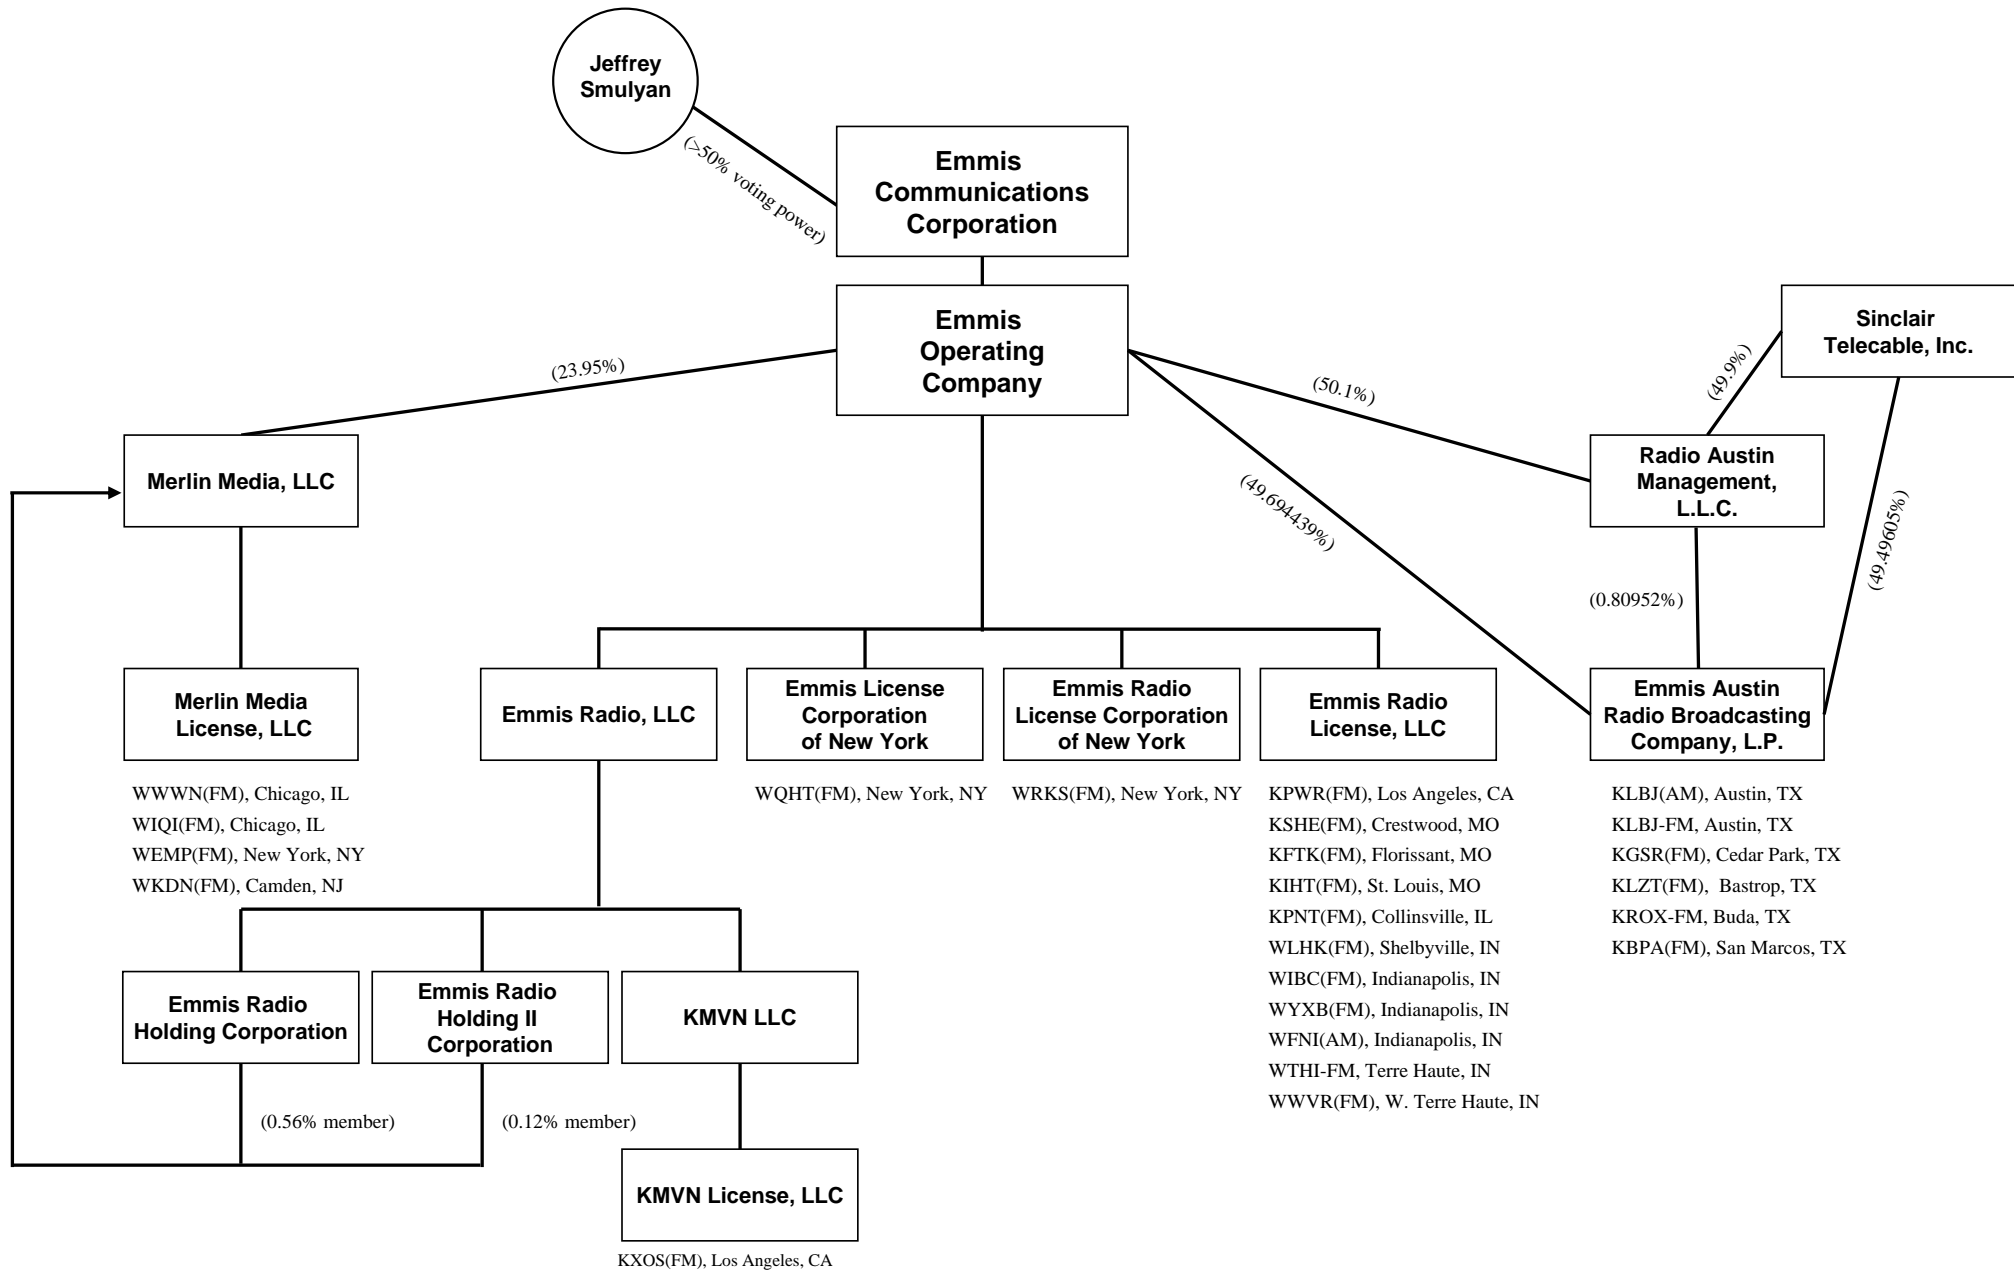 Jeffrey
Smulyan
(>50% voting power)
Emmis
Communications
Corporation
Emmis
Operating
Company
Sinclair
Telecable, Inc.
(23.95%)
(50.1%)
(49.9%)
Merlin Media, LLC
Radio Austin
Management,
L.L.C.
(49.694439%)
(49.49605%)
(0.80952%)
Merlin Media
License, LLC
WWWN(FM), Chicago, IL
WIQI(FM), Chicago, IL
WEMP(FM), New York, NY
WKDN(FM), Camden, NJ
Emmis Radio, LLC
Emmis License
Corporation
of New York
WQHT(FM), New York, NY
Emmis Radio
License Corporation
of New York
WRKS(FM), New York, NY
Emmis Radio
License, LLC
KPWR(FM), Los Angeles, CA
KSHE(FM), Crestwood, MO
KFTK(FM), Florissant, MO
KIHT(FM), St. Louis, MO
KPNT(FM), Collinsville, IL
WLHK(FM), Shelbyville, IN
WIBC(FM), Indianapolis, IN
WYXB(FM), Indianapolis, IN
WFNI(AM), Indianapolis, IN
WTHI-FM, Terre Haute, IN
WWVR(FM), W. Terre Haute, IN
Emmis Austin
Radio Broadcasting
Company, L.P.
KLBJ(AM), Austin, TX
KLBJ-FM, Austin, TX
KGSR(FM), Cedar Park, TX
KLZT(FM), Bastrop, TX
KROX-FM, Buda, TX
KBPA(FM), San Marcos, TX
Emmis Radio
Holding Corporation
Emmis Radio
Holding II
Corporation
KMVN LLC
(0.56% member)
(0.12% member)
KMVN License, LLC
KXOS(FM), Los Angeles, CA